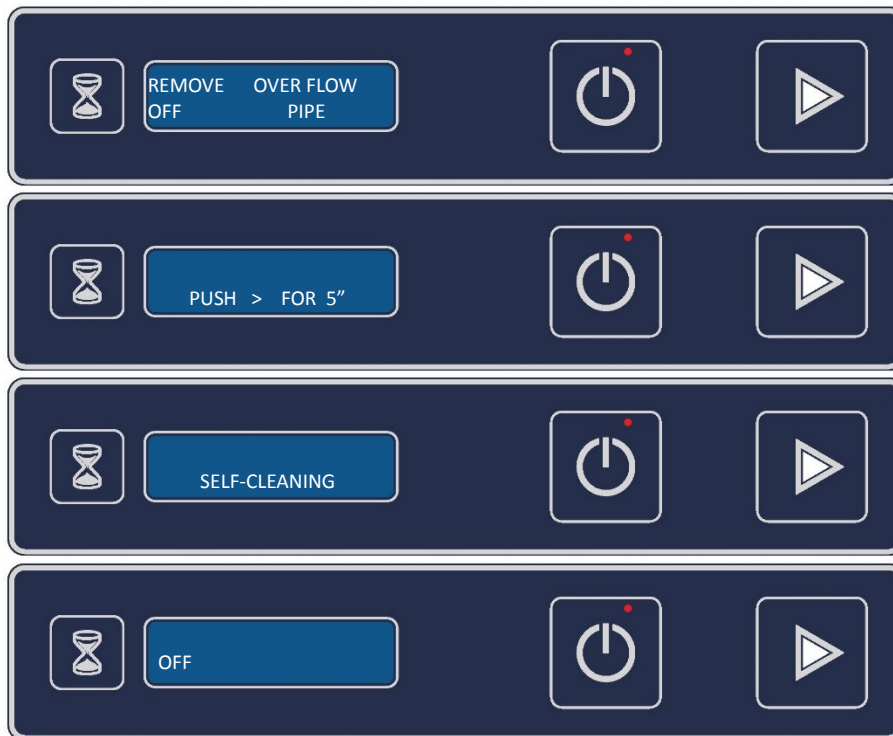 REMOVE OVER FLOW
OFF PIPE
PUSH > FOR 5”
SELF-CLEANING
OFF